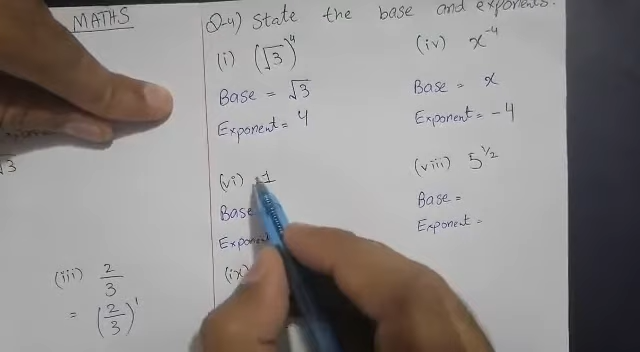 MATHS
Q-4) State the base and exponents.
(i) (√3)^4
Base = √3
Exponent = 4
(iv) x^-4
Base = x
Exponent = -4
(vi) 1
Base
Exponent
(viii) 5^1/2
Base =
Exponent =
(ix)
√3
(iii) 2/3
= (2/3)^1